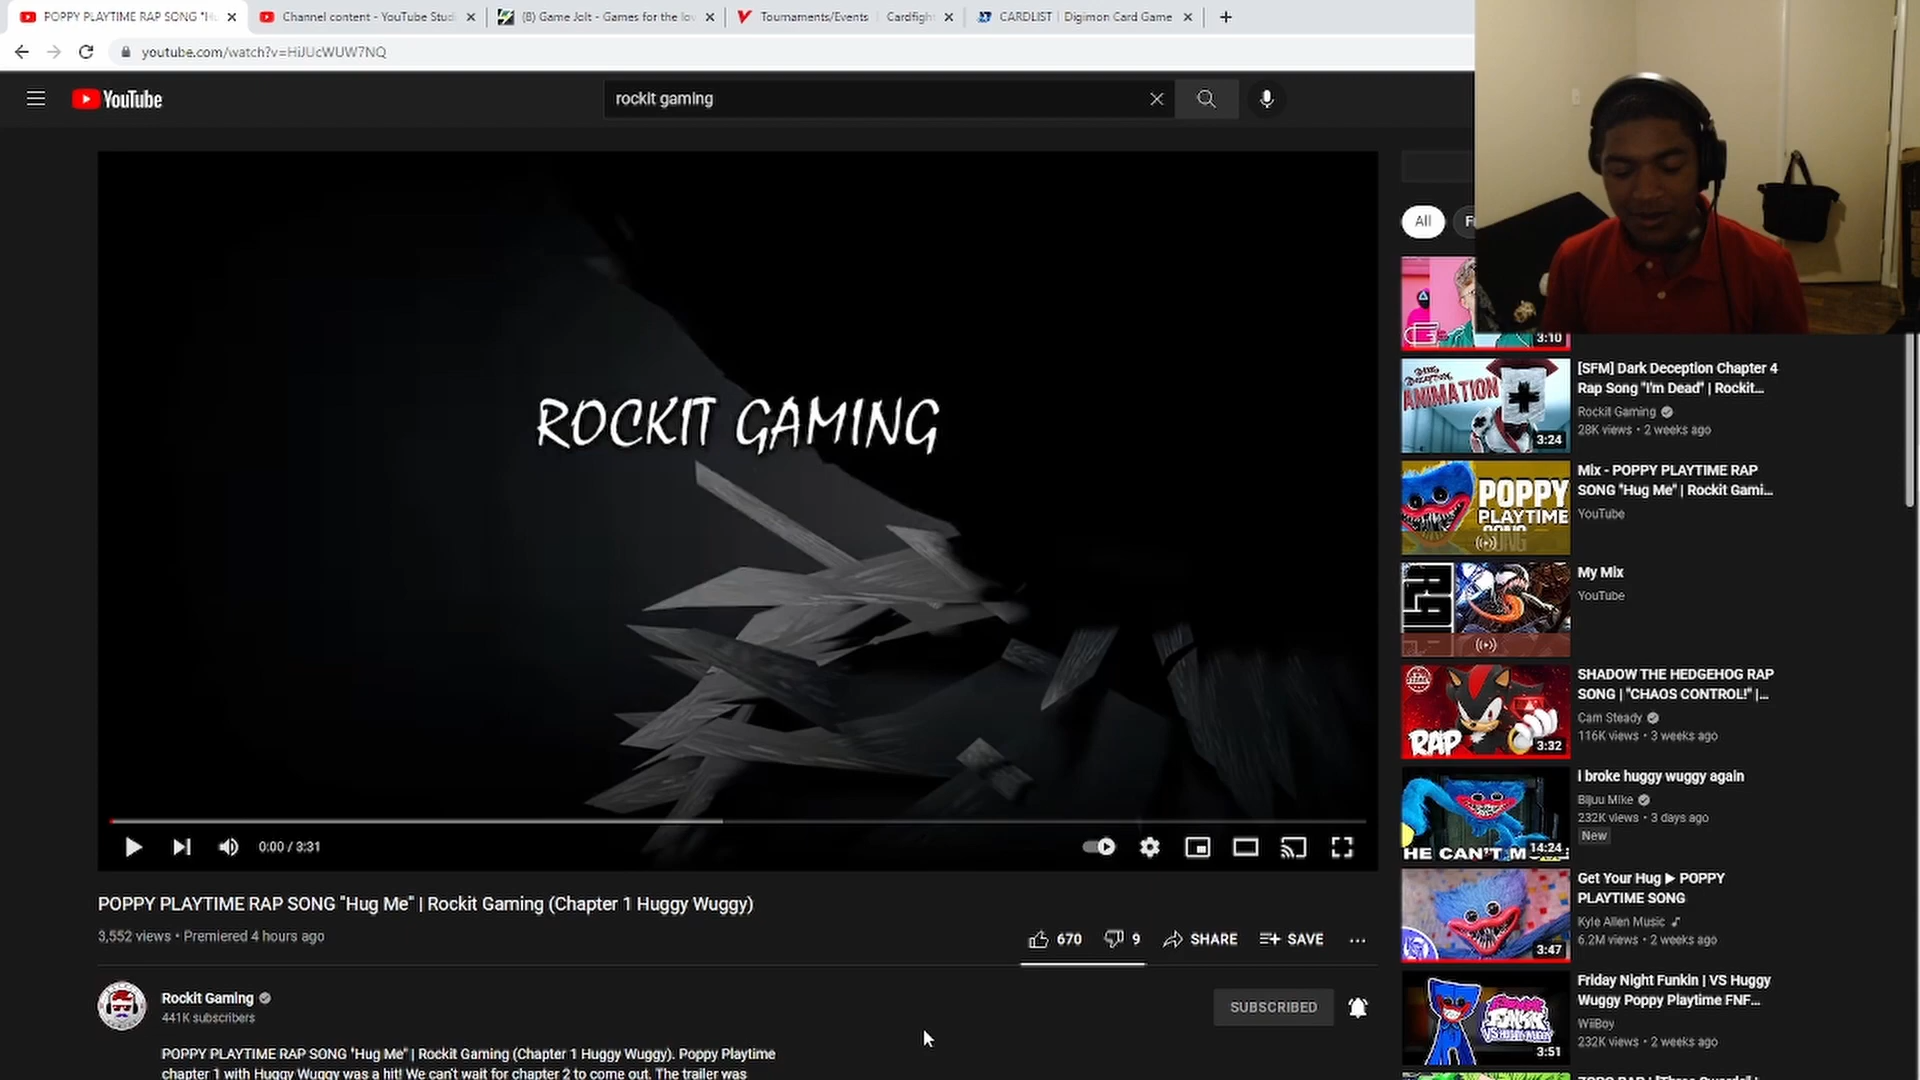 POPPY PLAYTIME RAP SONG "H
Channel content - YouTube Stud
(8) Game Jolt - Games for the lov
Tournaments/Events | Cardfigh
CARDLIST | Digimon Card Game
youtube.com/watch?v=HiJUcWUW7NQ
YouTube
rockit gaming
ROCKIT GAMING
0:00 / 3:31
POPPY PLAYTIME RAP SONG "Hug Me" | Rockit Gaming (Chapter 1 Huggy Wuggy)
3,552 views • Premiered 4 hours ago
670
9
SHARE
SAVE
Rockit Gaming
441K subscribers
SUBSCRIBED
POPPY PLAYTIME RAP SONG "Hug Me" | Rockit Gaming (Chapter 1 Huggy Wuggy). Poppy Playtime
chapter 1 with Huggy Wuggy was a hit! We can't wait for chapter 2 to come out. The trailer was
All
3:10
DARK DECEPTION
ANIMATION
3:24
[SFM] Dark Deception Chapter 4
Rap Song "I'm Dead" | Rockit...
Rockit Gaming
28K views • 2 weeks ago
POPPY
PLAYTIME
SONG
Mix - POPPY PLAYTIME RAP
SONG "Hug Me" | Rockit Gami...
YouTube
My Mix
YouTube
RAP
3:32
SHADOW THE HEDGEHOG RAP
SONG | "CHAOS CONTROL!" |...
Cam Steady
116K views • 3 weeks ago
HE CAN'T M
14:24
i broke huggy wuggy again
Bijuu Mike
232K views • 3 days ago
New
3:47
Get Your Hug ▶ POPPY
PLAYTIME SONG
Kyle Allen Music
6.2M views • 2 weeks ago
FUNKIN
VS HUGGY WUGGY
3:51
Friday Night Funkin | VS Huggy
Wuggy Poppy Playtime FNF...
WiiBoy
232K views • 2 weeks ago